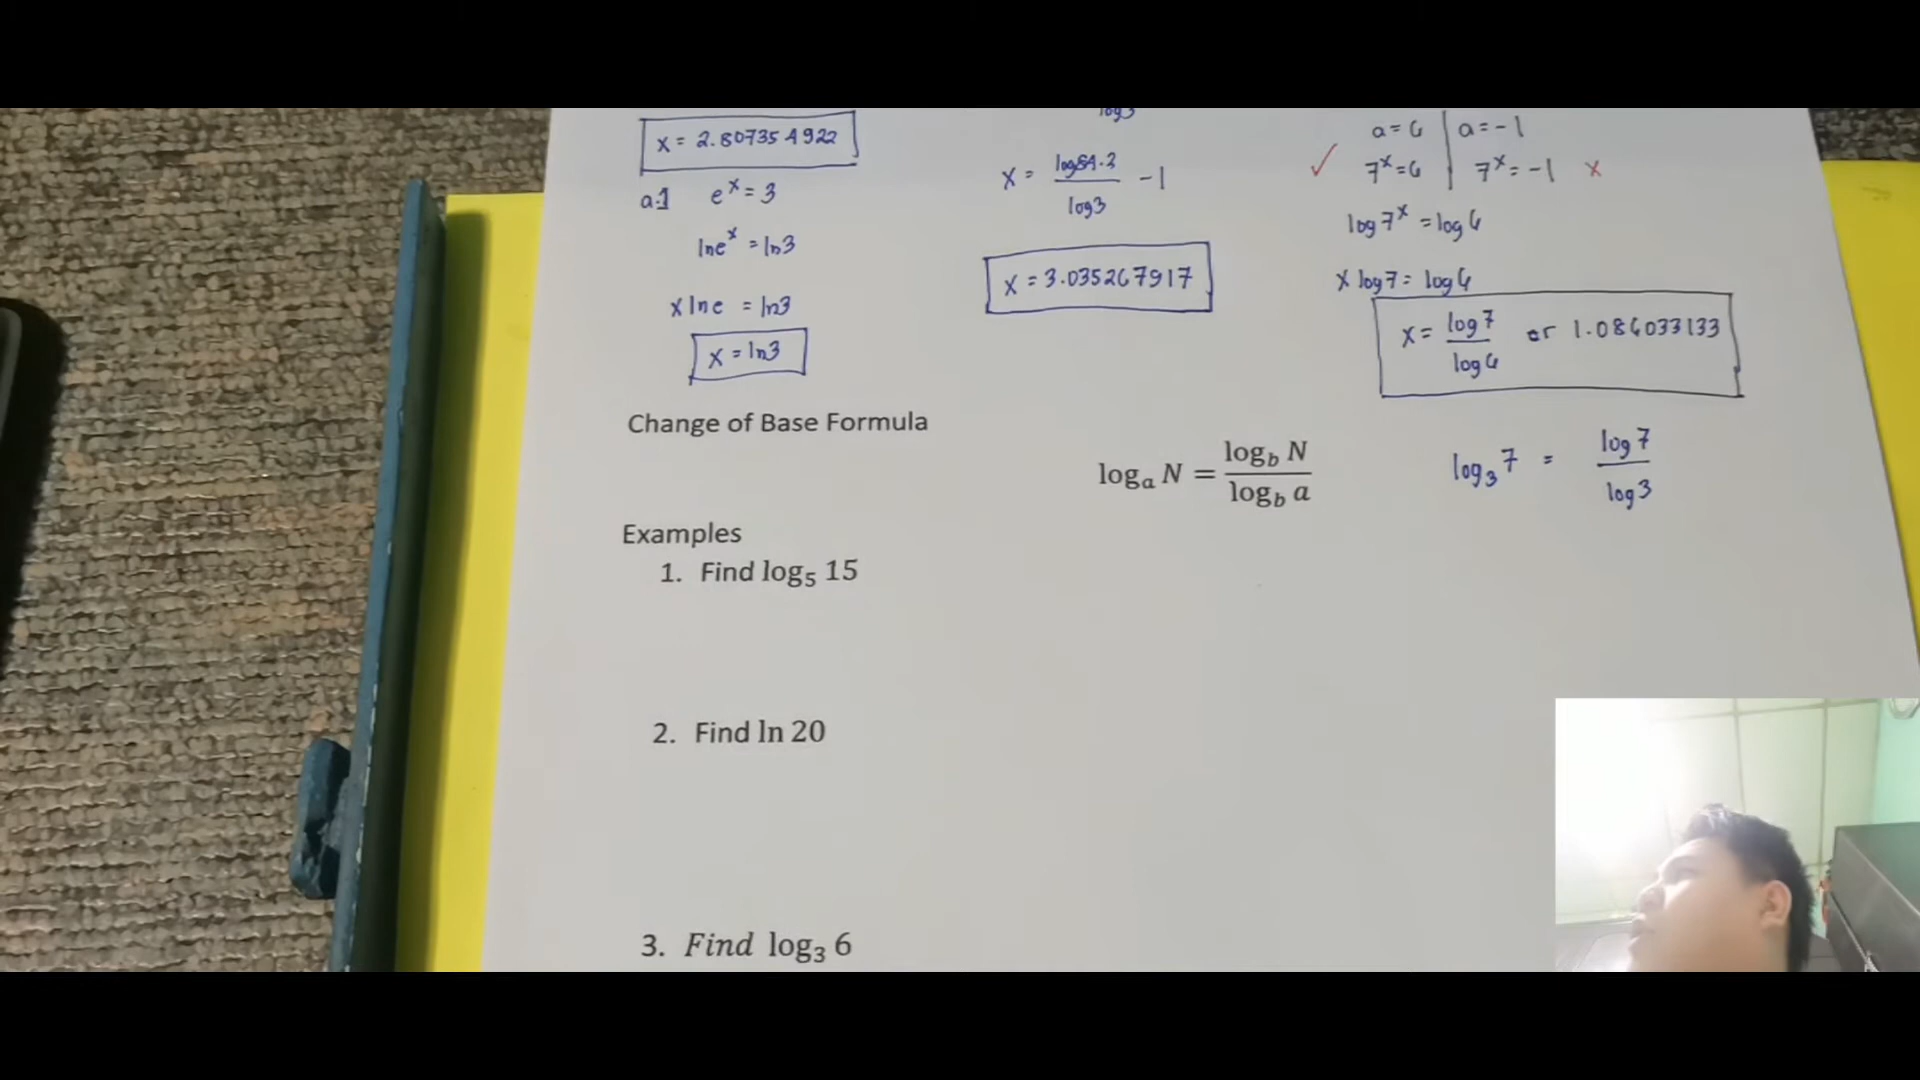 x = 2.807354922
a.1 e^x = 3
ln e^x = ln3
x ln e = ln3
x = ln3
log3
x = log84.2 / log3 - 1
x = 3.035267917
a = 6 | a = -1
✓ 7^x = 6 | 7^x = -1 x
log 7^x = log 6
x log 7 = log 6
x = log 7 / log 6 or 1.086033133
Change of Base Formula
log_a N = log_b N / log_b a
log_3 7 = log 7 / log 3
Examples
1. Find log_5 15
2. Find ln 20
3. Find log_3 6